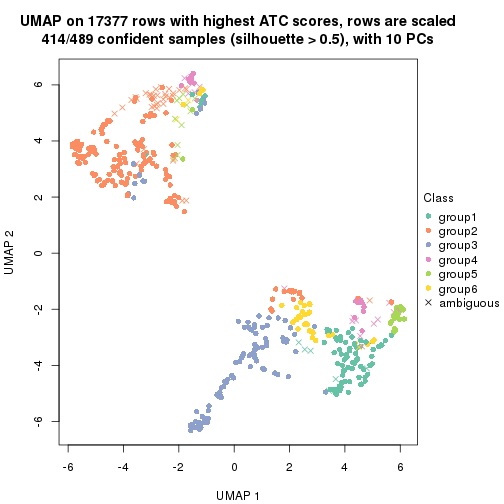 UMAP on 17377 rows with highest ATC scores, rows are scaled
414/489 confident samples (silhouette > 0.5), with 10 PCs
6
4
2
0
-2
-4
-6
UMAP 2
-6 -4 -2 0 2 4 6
UMAP 1
Class
group1
group2
group3
group4
group5
group6
ambiguous